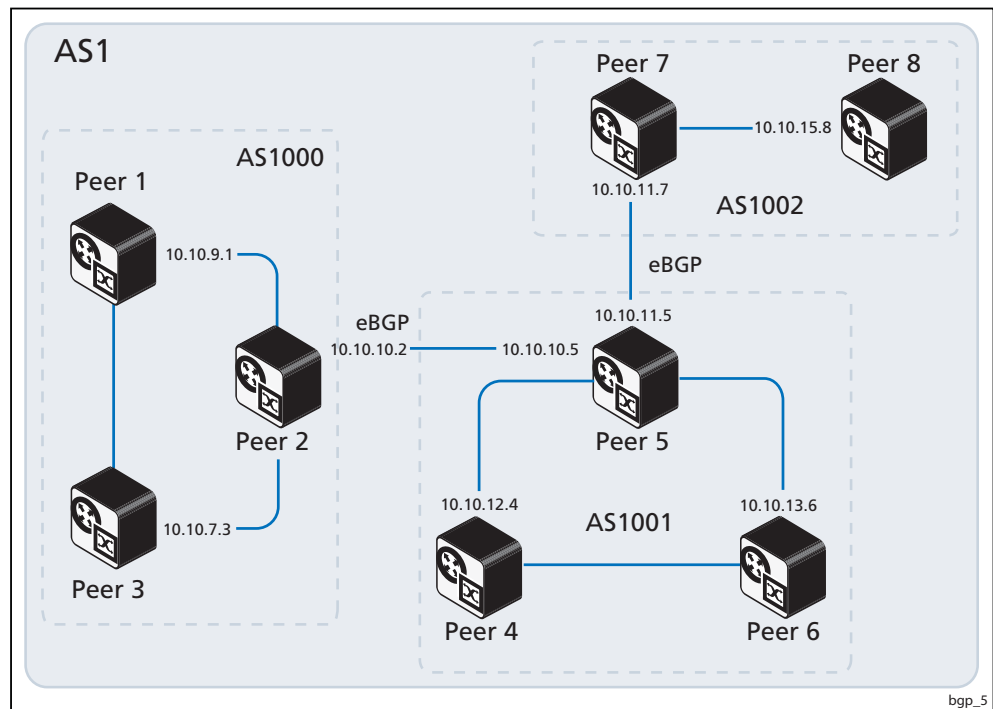 AS1
Peer 7
Peer 8
10.10.15.8
10.10.11.7
AS1002
eBGP
AS1000
Peer 1
10.10.9.1
eBGP
10.10.10.2
Peer 2
10.10.7.3
Peer 3
10.10.11.5
10.10.10.5
Peer 5
10.10.12.4
10.10.13.6
AS1001
Peer 4
Peer 6
bgp_5